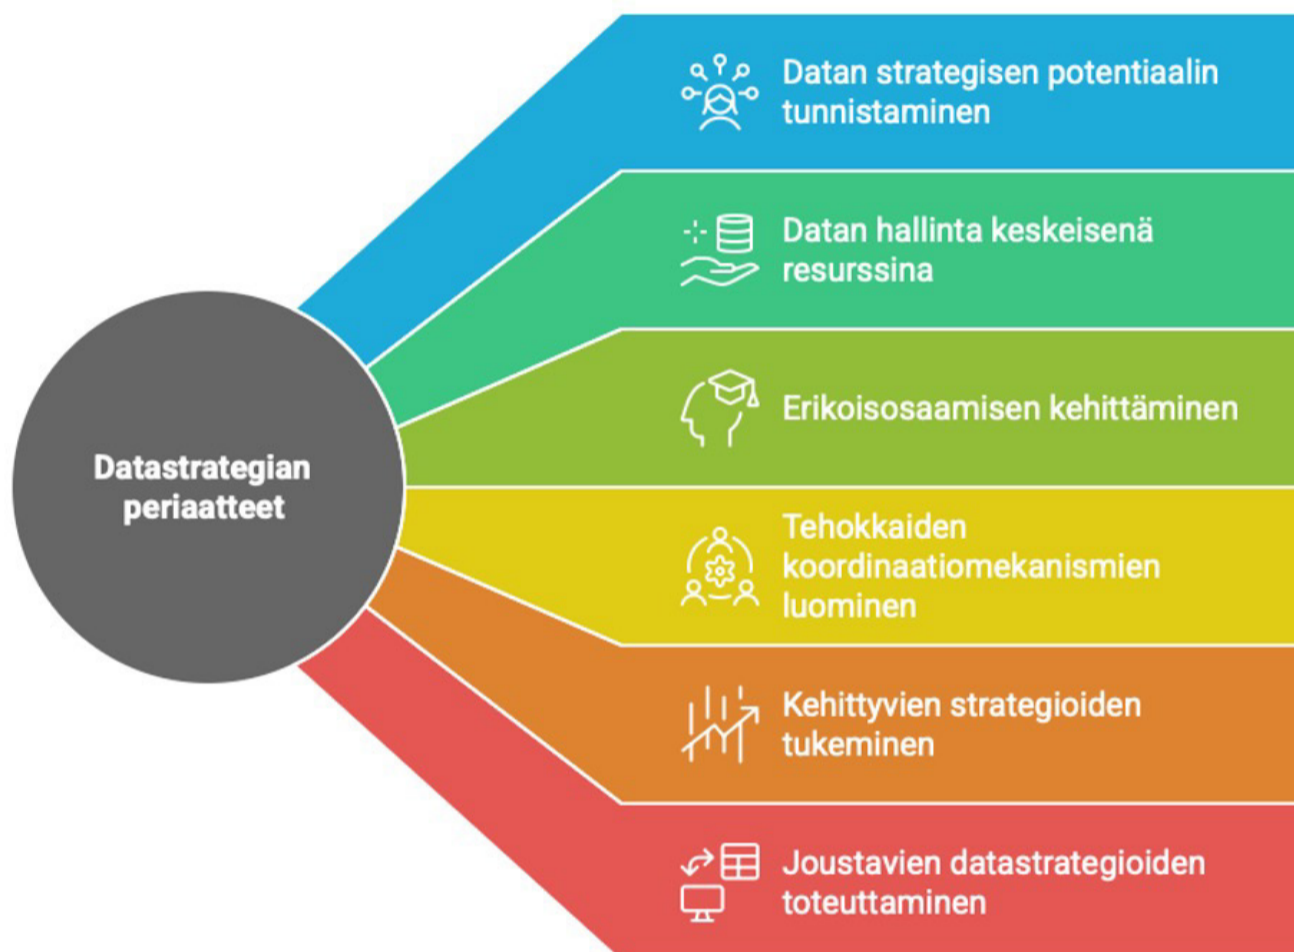 Datastrategian
periaatteet
Datan strategisen potentiaalin
tunnistaminen
Datan hallinta keskeisenä
resurssina
Erikoisosaamisen kehittäminen
Tehokkaiden
koordinaatiomekanismien
luominen
Kehittyvien strategioiden
tukeminen
Joustavien datastrategioiden
toteuttaminen